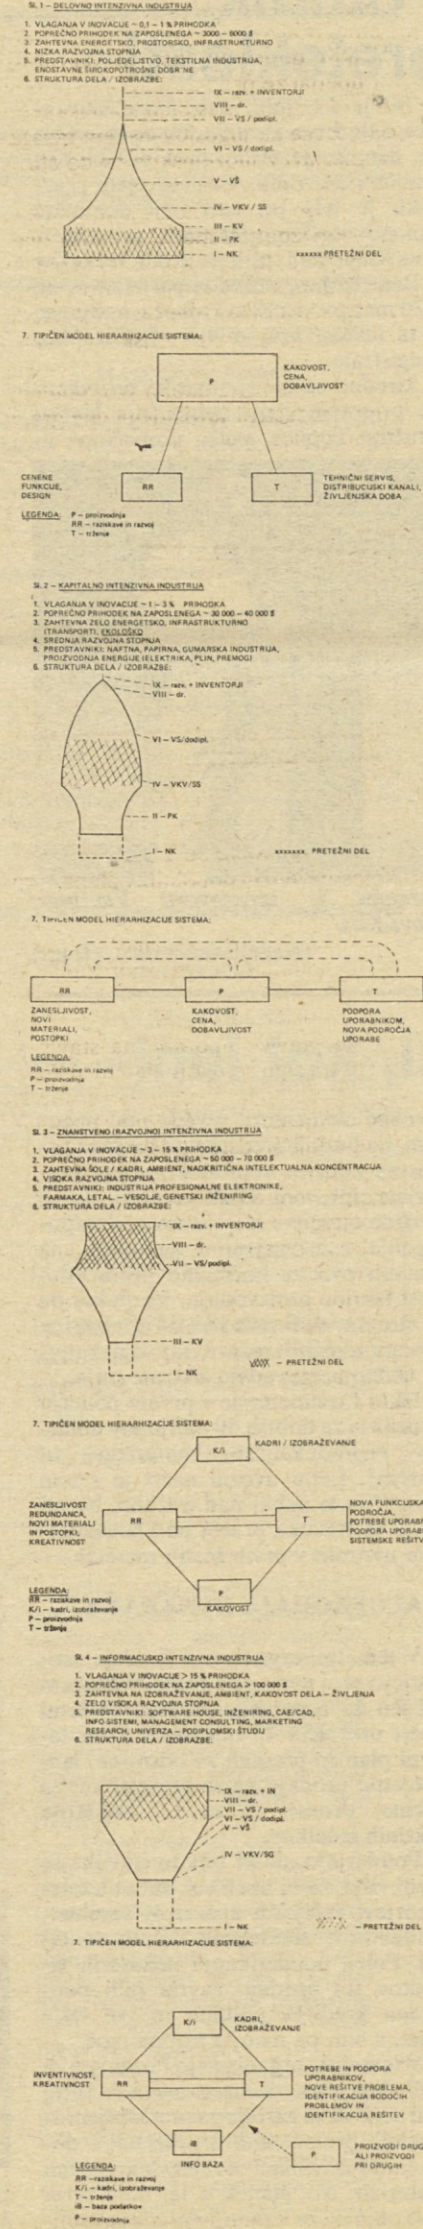 Sl. 1 – DELOVNO INTENZIVNA INDUSTRIJA
1. VLAGANJA V INOVACIJE ~ 0,1 – 1 % PRIHODKA
2. POPREČNO PRIHODEK NA ZAPOSLENEGA ~ 3000 – 6000 $
3. ZAHTEVNA ENERGETSKO, PROSTORSKO, INFRASTRUKTURNO
4. NIZKA RAZVOJNA STOPNJA
5. PREDSTAVNIKI: POLJEDELJSTVO, TEKSTILNA INDUSTRIJA,
ENOSTAVNE ŠIROKOPOTROŠNE DOBRINE
6. STRUKTURA DELA / IZOBRAZBE:
IX – razv. + INVENTORJI
VIII – dr.
VII – VS / podipl.
VI – VS / dodipl.
V – VŠ
IV – VKV / SS
III – KV
II – PK
I – NK
xxxxxx PRETEŽNI DEL
7. TIPIČEN MODEL HIERARHIZACIJE SISTEMA:
P
KAKOVOST,
CENA,
DOBAVLJIVOST
CENENE
FUNKCIJE,
DESIGN
RR
T
TEHNIČNI SERVIS,
DISTRIBUCIJSKI KANALI,
ŽIVLJENJSKA DOBA
LEGENDA: P – proizvodnja
RR – raziskave in razvoj
T – trženje
Sl. 2 – KAPITALNO INTENZIVNA INDUSTRIJA
1. VLAGANJA V INOVACIJE ~ 1 – 3 % PRIHODKA
2. POPREČNO PRIHODEK NA ZAPOSLENEGA ~ 30 000 – 40 000 $
3. ZAHTEVNA ZELO ENERGETSKO, INFRASTRUKTURNO
(TRANSPORTI), EKOLOŠKO
4. SREDNJA RAZVOJNA STOPNJA
5. PREDSTAVNIKI: NAFTNA, PAPIRNA, GUMARSKA INDUSTRIJA,
PROIZVODNJA ENERGIJE (ELEKTRIKA, PLIN, PREMOG)
6. STRUKTURA DELA / IZOBRAZBE:
IX – razv. + INVENTORJI
VIII – dr.
VI – VS/dodipl.
IV – VKV/SS
II – PK
I – NK
xxxxxxx PRETEŽNI DEL
7. TIPIČEN MODEL HIERARHIZACIJE SISTEMA:
RR
P
T
ZANESLJIVOST,
NOVI
MATERIALI,
POSTOPKI
KAKOVOST,
CENA,
DOBAVLJIVOST
PODPORA
UPORABNIKOM,
NOVA PODROČJA
UPORABE
LEGENDA:
RR – raziskave in razvoj
P – proizvodnja
T – trženje
Sl. 3 – ZNANSTVENO (RAZVOJNO) INTENZIVNA INDUSTRIJA
1. VLAGANJA V INOVACIJE ~ 3 – 15 % PRIHODKA
2. POPREČNO PRIHODEK NA ZAPOSLENEGA ~ 50 000 – 70 000 $
3. ZAHTEVNA ŠOLE / KADRI, AMBIENT, NADKRITIČNA INTELEKTUALNA KONCENTRACIJA
4. VISOKA RAZVOJNA STOPNJA
5. PREDSTAVNIKI: INDUSTRIJA PROFESIONALNE ELEKTRONIKE,
FARMAKA, LETAL. – VESOLJE, GENETSKI INŽENIRING
6. STRUKTURA DELA / IZOBRAZBE:
IX – razv. + INVENTORJI
VIII – dr.
VII – VS/podipl.
III – KV
I – NK
– PRETEŽNI DEL
7. TIPIČEN MODEL HIERARHIZACIJE SISTEMA:
K/i
KADRI / IZOBRAŽEVANJE
ZANESLJIVOST
REDUNDANCA,
NOVI MATERIALI
IN POSTOPKI,
KREATIVNOST
RR
T
NOVA FUNKCIJSKA
PODROČJA,
POTREBE UPORABI
PODPORA UPORABI
SISTEMSKE REŠITV
P
KAKOVOST
LEGENDA:
RR – raziskave in razvoj
K/i – kadri, izobraževanje
P – proizvodnja
T – trženje
Sl. 4 – INFORMACIJSKO INTENZIVNA INDUSTRIJA
1. VLAGANJA V INOVACIJE > 15 % PRIHODKA
2. POPREČNO PRIHODEK NA ZAPOSLENEGA > 100 000 $
3. ZAHTEVNA NA IZOBRAŽEVANJE, AMBIENT, KAKOVOST DELA – ŽIVLJENJA
4. ZELO VISOKA RAZVOJNA STOPNJA
5. PREDSTAVNIKI: SOFTWARE HOUSE, INŽENIRING, CAE/CAD,
INFO SISTEMI, MANAGEMENT CONSULTING, MARKETING
RESEARCH, UNIVERZA – PODIPLOMSKI ŠTUDIJ
6. STRUKTURA DELA / IZOBRAZBE:
IX – razv. + IN
VIII – dr.
VII – VS / podipl.
VI – VS / dodipl.
V – VŠ
IV – VKV/SG
I – NK
– PRETEŽNI DEL
7. TIPIČEN MODEL HIERARHIZACIJE SISTEMA:
K/i
KADRI,
IZOBRAŽEVANJE
INVENTIVNOST,
KREATIVNOST
RR
T
POTREBE IN PODPORA
UPORABNIKOV,
NOVE REŠITVE PROBLEMA,
IDENTIFIKACIJA BODOČIH
PROBLEMOV IN
IDENTIFIKACIJA REŠITEV
iB
INFO BAZA
P
PROIZVODI DRUG
ALI PROIZVODI
PRI DRUGIH
LEGENDA:
RR – raziskave in razvoj
K/i – kadri, izobraževanje
T – trženje
iB – baza podatkov
P – proizvodnja